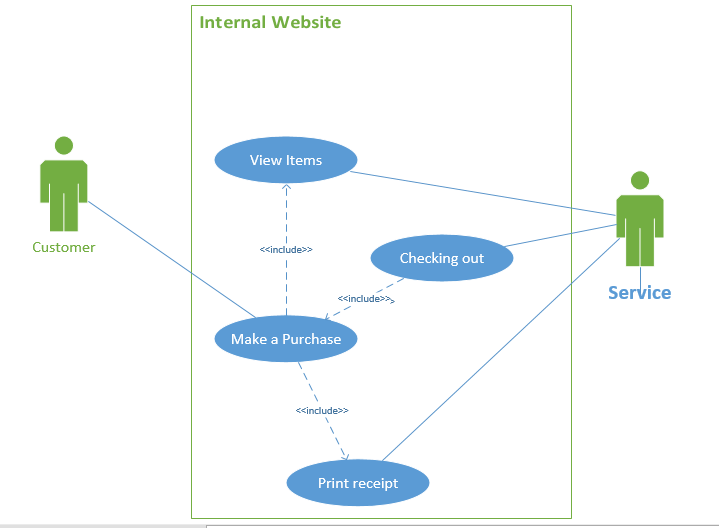 Internal Website
View Items
Customer
<<include>>
Checking out
Service
<<include>>
Make a Purchase
<<include>>
Print receipt